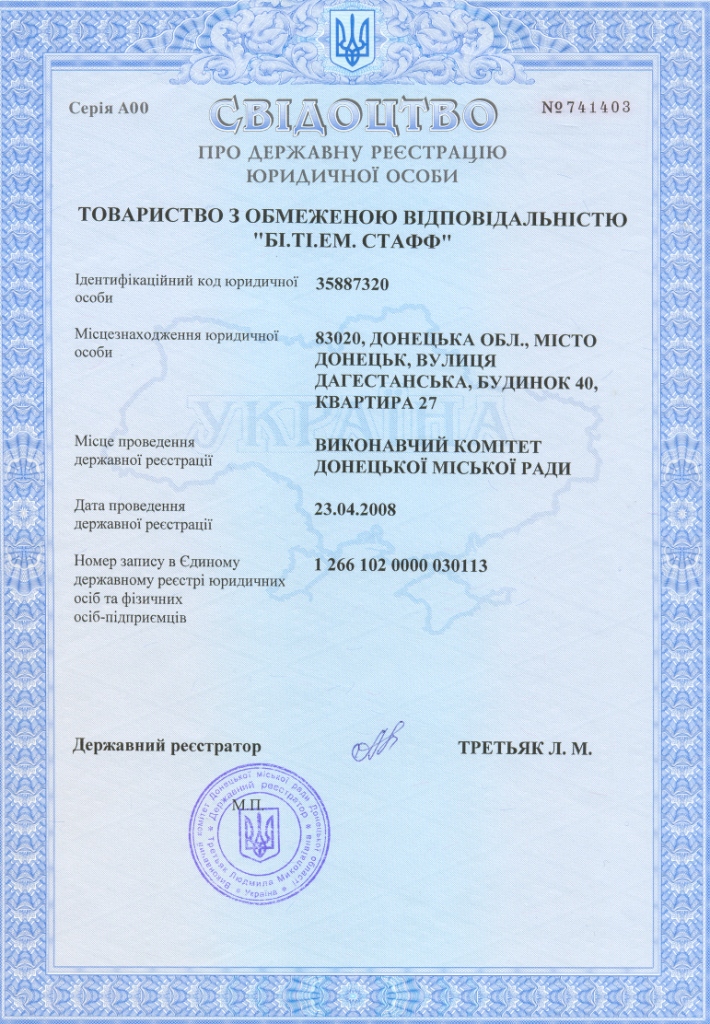 Серія А00
СВІДОЦТВО
№741403
ПРО ДЕРЖАВНУ РЕЄСТРАЦІЮ
ЮРИДИЧНОЇ ОСОБИ
ТОВАРИСТВО З ОБМЕЖЕНОЮ ВІДПОВІДАЛЬНІСТЮ
"БІ.ТІ.ЕМ. СТАФФ"
Ідентифікаційний код юридичної
особи
35887320
Місцезнаходження юридичної
особи
83020, ДОНЕЦЬКА ОБЛ., МІСТО
ДОНЕЦЬК, ВУЛИЦЯ
ДАГЕСТАНСЬКА, БУДИНОК 40,
КВАРТИРА 27
УКРАЇНА
Місце проведення
державної реєстрації
ВИКОНАВЧИЙ КОМІТЕТ
ДОНЕЦЬКОЇ МІСЬКОЇ РАДИ
Дата проведення
державної реєстрації
23.04.2008
Номер запису в Єдиному
державному реєстрі юридичних
осіб та фізичних
осіб-підприємців
1 266 102 0000 030113
Державний реєстратор
ТРЕТЬЯК Л. М.
М.П.
Виконавчий комітет Донецької міської ради Донецької області
Державний реєстратор
Третьяк Людмила Миколаївна
Україна